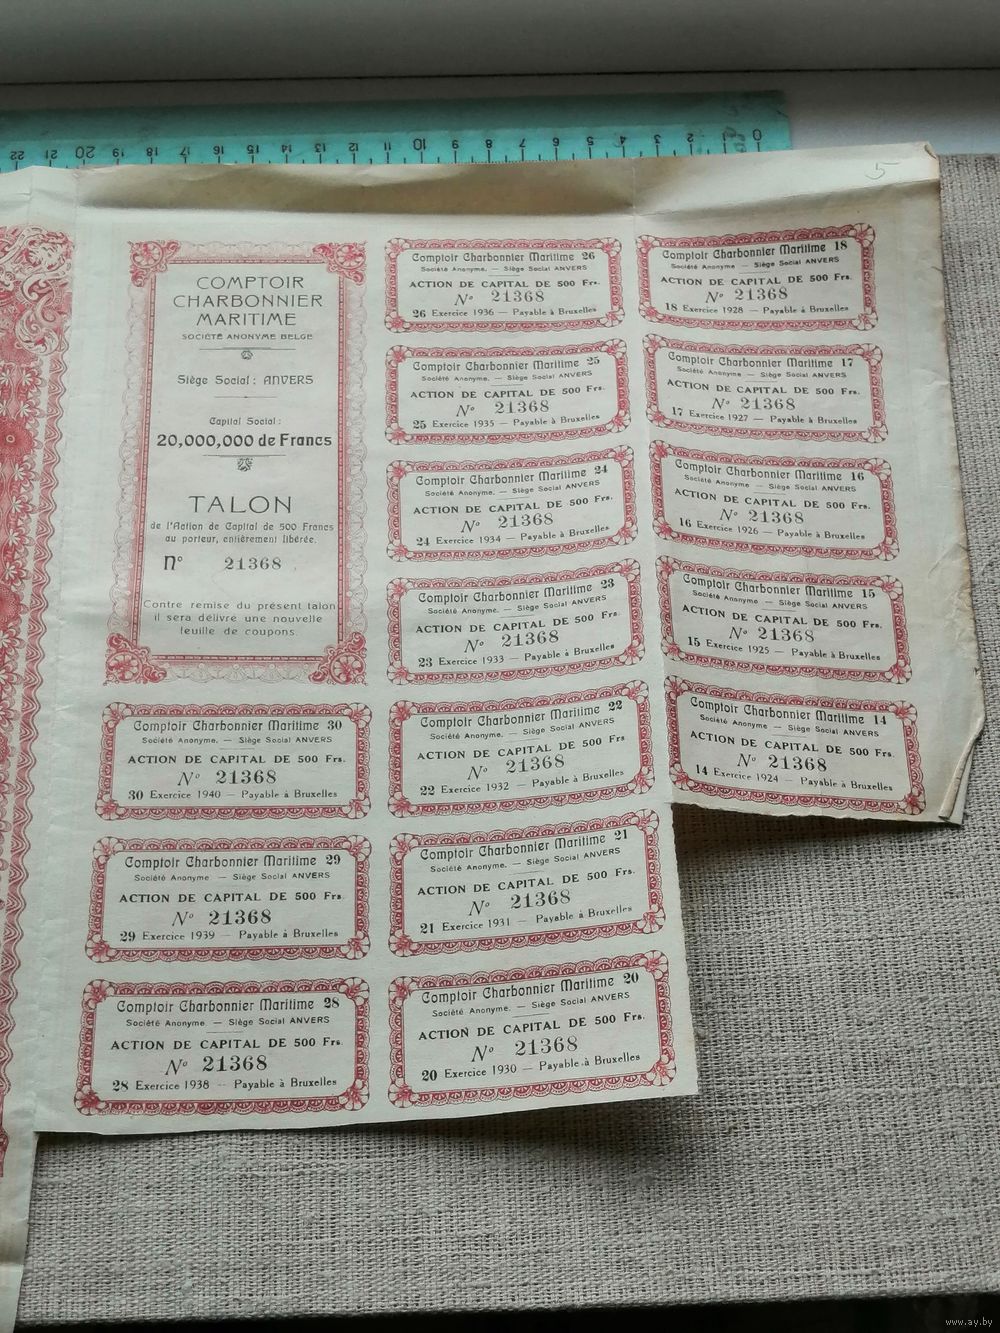 22 21 20 19 18 17 16 15 14 13 12 11 10 9 8 7 6 5 4 3 2 1 0
5
COMPTOIR
CHARBONNIER
MARITIME
SOCIÉTÉ ANONYME BELGE
Siège Social : ANVERS
Capital Social :
20,000,000 de Francs
TALON
de l'Action de Capital de 500 Francs
au porteur, entièrement libérée.
N° 21368
Contre remise du présent talon
il sera délivré une nouvelle
feuille de coupons
Comptoir Charbonnier Maritime 30
Société Anonyme. — Siège Social ANVERS
ACTION DE CAPITAL DE 500 Frs.
N° 21368
30 Exercice 1940 — Payable à Bruxelles
Comptoir Charbonnier Maritime 29
Société Anonyme — Siège Social ANVERS
ACTION DE CAPITAL DE 500 Frs
N° 21368
29 Exercice 1939 — Payable à Bruxelles
Comptoir Charbonnier Maritime 28
Société Anonyme — Siège Social ANVERS
ACTION DE CAPITAL DE 500 Frs.
N° 21368
28 Exercice 1938 — Payable à Bruxelles
Comptoir Charbonnier Maritime 26
Société Anonyme. — Siège Social ANVERS
ACTION DE CAPITAL DE 500 Frs.
N° 21368
26 Exercice 1936 — Payable à Bruxelles
Comptoir Charbonnier Maritime 25
Société Anonyme. — Siège Social ANVERS
ACTION DE CAPITAL DE 500 Frs.
N° 21368
25 Exercice 1935 — Payable à Bruxelles
Comptoir Charbonnier Maritime 24
Société Anonyme. — Siège Social ANVERS
ACTION DE CAPITAL DE 500 Frs.
N° 21368
24 Exercice 1934 — Payable à Bruxelles
Comptoir Charbonnier Maritime 23
Société Anonyme. — Siège Social ANVERS
ACTION DE CAPITAL DE 500 Frs.
N° 21368
23 Exercice 1933 — Payable à Bruxelles
Comptoir Charbonnier Maritime 22
Société Anonyme. — Siège Social ANVERS
ACTION DE CAPITAL DE 500 Frs
N° 21368
22 Exercice 1932 — Payable à Bruxelles
Comptoir Charbonnier Maritime 21
Société Anonyme. — Siège Social ANVERS
ACTION DE CAPITAL DE 500 Frs.
N° 21368
21 Exercice 1931 — Payable à Bruxelles
Comptoir Charbonnier Maritime 20
Société Anonyme. — Siège Social ANVERS
ACTION DE CAPITAL DE 500 Frs.
N° 21368
20 Exercice 1930 — Payable à Bruxelles
Comptoir Charbonnier Maritime 18
Société Anonyme — Siège Social ANVERS
ACTION DE CAPITAL DE 500 Frs.
N° 21368
18 Exercice 1928 — Payable à Bruxelles
Comptoir Charbonnier Maritime 17
Société Anonyme — Siège Social ANVERS
ACTION DE CAPITAL DE 500 Frs.
N° 21368
17 Exercice 1927 — Payable à Bruxelles
Comptoir Charbonnier Maritime 16
Société Anonyme — Siège Social ANVERS
ACTION DE CAPITAL DE 500 Frs.
N° 21368
16 Exercice 1926 — Payable à Bruxelles
Comptoir Charbonnier Maritime 15
Société Anonyme — Siège Social ANVERS
ACTION DE CAPITAL DE 500 Frs.
N° 21368
15 Exercice 1925 — Payable à Bruxelles
Comptoir Charbonnier Maritime 14
Société Anonyme — Siège Social ANVERS
ACTION DE CAPITAL DE 500 Frs.
N° 21368
14 Exercice 1924 — Payable à Bruxelles
www.ay.by